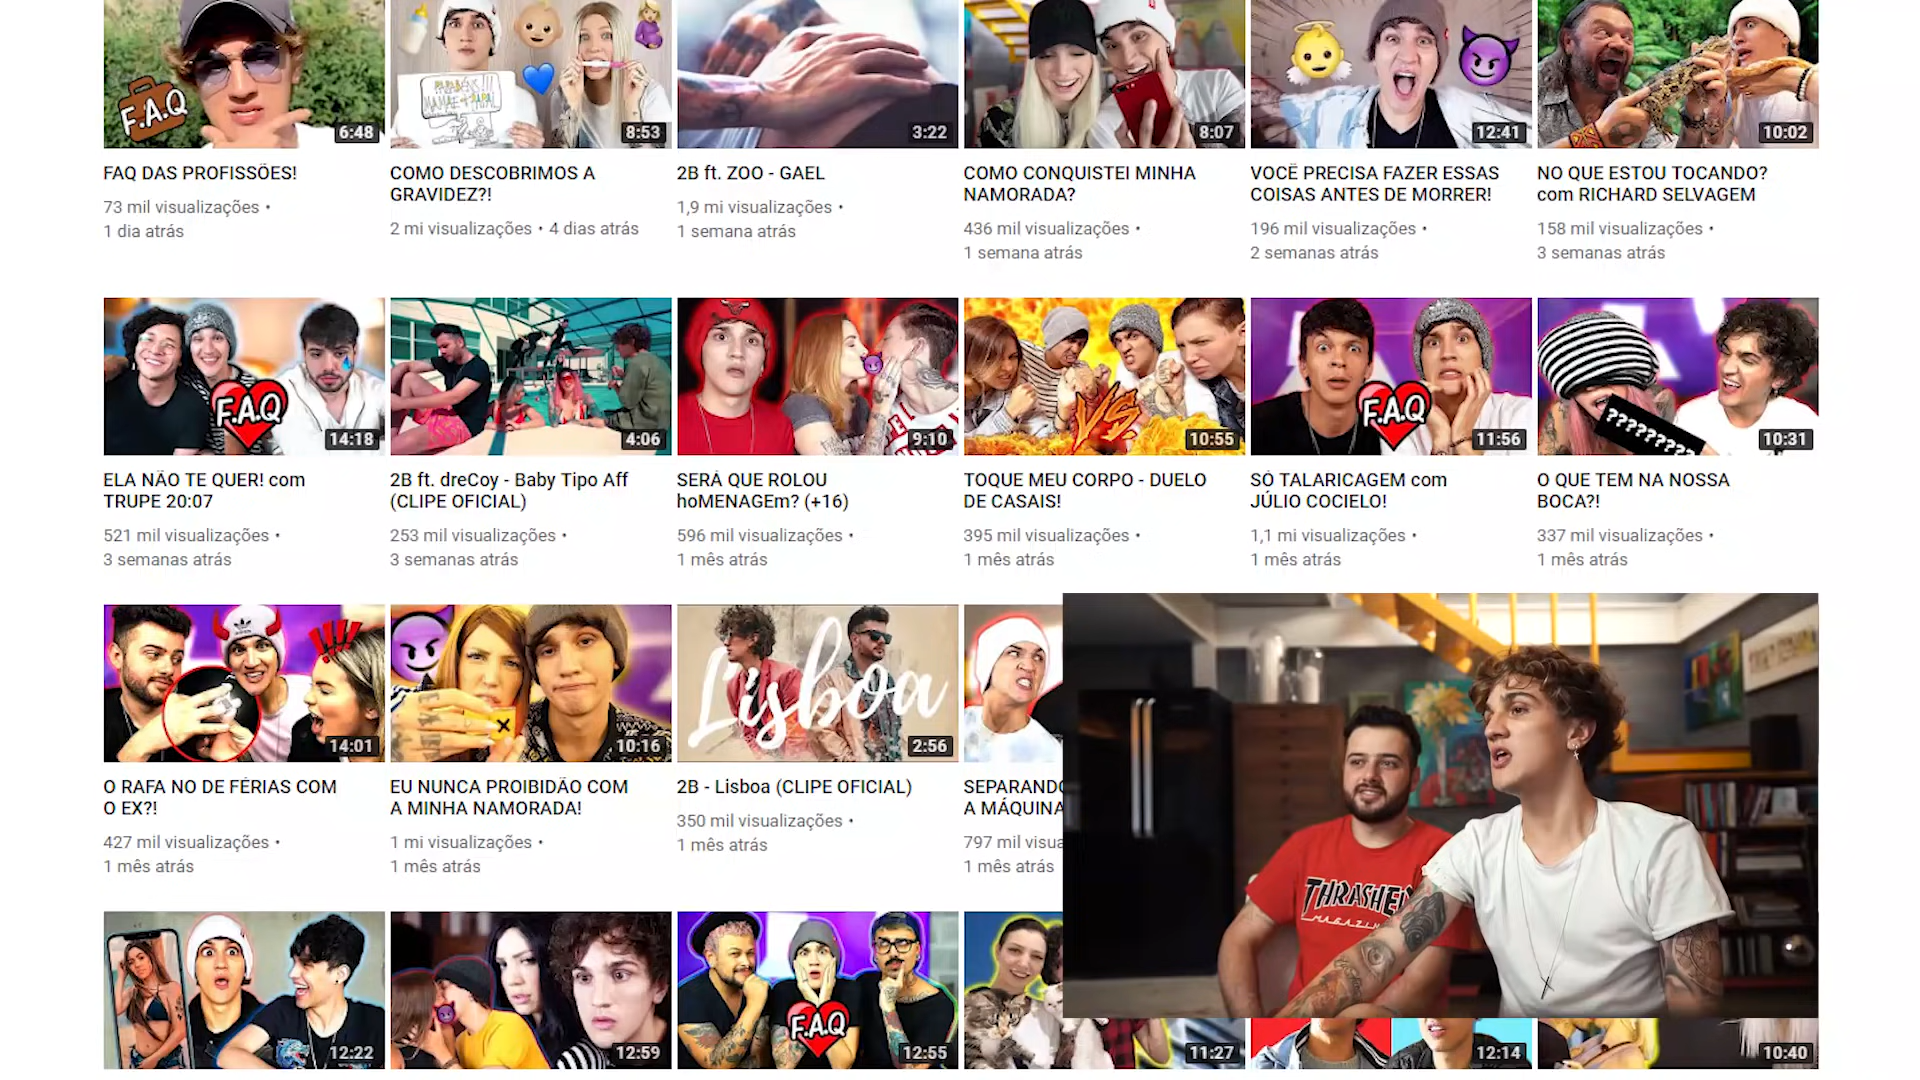 F.A.Q
6:48
PARABÉNS!!!
MAMÃE
PAPAI
8:53
3:22
8:07
12:41
10:02
FAQ DAS PROFISSÕES!
73 mil visualizações •
1 dia atrás
COMO DESCOBRIMOS A
GRAVIDEZ?!
2 mi visualizações • 4 dias atrás
2B ft. ZOO - GAEL
1,9 mi visualizações •
1 semana atrás
COMO CONQUISTEI MINHA
NAMORADA?
436 mil visualizações •
1 semana atrás
VOCÊ PRECISA FAZER ESSAS
COISAS ANTES DE MORRER!
196 mil visualizações •
2 semanas atrás
NO QUE ESTOU TOCANDO?
com RICHARD SELVAGEM
158 mil visualizações •
3 semanas atrás
F.A.Q
14:18
4:06
9:10
VS.
10:55
F.A.Q
11:56
?????????
10:31
ELA NÃO TE QUER! com
TRUPE 20:07
521 mil visualizações •
3 semanas atrás
2B ft. dreCoy - Baby Tipo Aff
(CLIPE OFICIAL)
253 mil visualizações •
3 semanas atrás
SERÁ QUE ROLOU
hoMENAGEm? (+16)
596 mil visualizações •
1 mês atrás
TOQUE MEU CORPO - DUELO
DE CASAIS!
395 mil visualizações •
1 mês atrás
SÓ TALARICAGEM com
JÚLIO COCIELO!
1,1 mi visualizações •
1 mês atrás
O QUE TEM NA NOSSA
BOCA?!
337 mil visualizações •
1 mês atrás
adidas
!!!
14:01
X
10:16
Lisboa
2:56
O RAFA NO DE FÉRIAS COM
O EX?!
427 mil visualizações •
1 mês atrás
EU NUNCA PROIBIDÃO COM
A MINHA NAMORADA!
1 mi visualizações •
1 mês atrás
2B - Lisboa (CLIPE OFICIAL)
350 mil visualizações •
1 mês atrás
SEPARANDO
A MÁQUINA
797 mil visua
1 mês atrás
THRASHER
MAGAZINE
12:22
12:59
F.A.Q
12:55
11:27
12:14
10:40